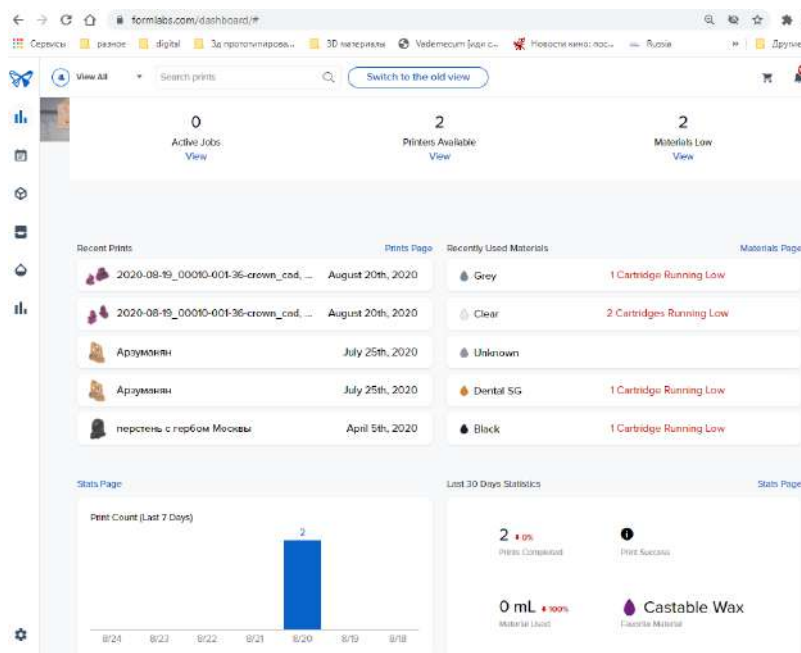 formlabs.com/dashboard/#
Сервисы разное digital 3д прототипирова... 3D материалы Vademecum Новости кино: пос... Russia » Другие
View All Search prints Switch to the old view
0 2 2
Active Jobs Printers Available Materials Low
View View View
Recent Prints Prints Page Recently Used Materials Materials Page
2020-08-19_00010-001-36-crown_cad, ... August 20th, 2020 Grey 1 Cartridge Running Low
2020-08-19_00010-001-36-crown_cad, ... August 20th, 2020 Clear 2 Cartridges Running Low
Арзуманян July 25th, 2020 Unknown
Арзуманян July 25th, 2020 Dental SG 1 Cartridge Running Low
перстень с гербом Москвы April 5th, 2020 Black 1 Cartridge Running Low
Stats Page Last 30 Days Statistics Stats Page
Print Count (Last 7 Days)
2
8/24 8/23 8/22 8/21 8/20 8/19 8/18
2 0%
Prints Completed Print Success
0 mL 100% Castable Wax
Material Used Favorite Material